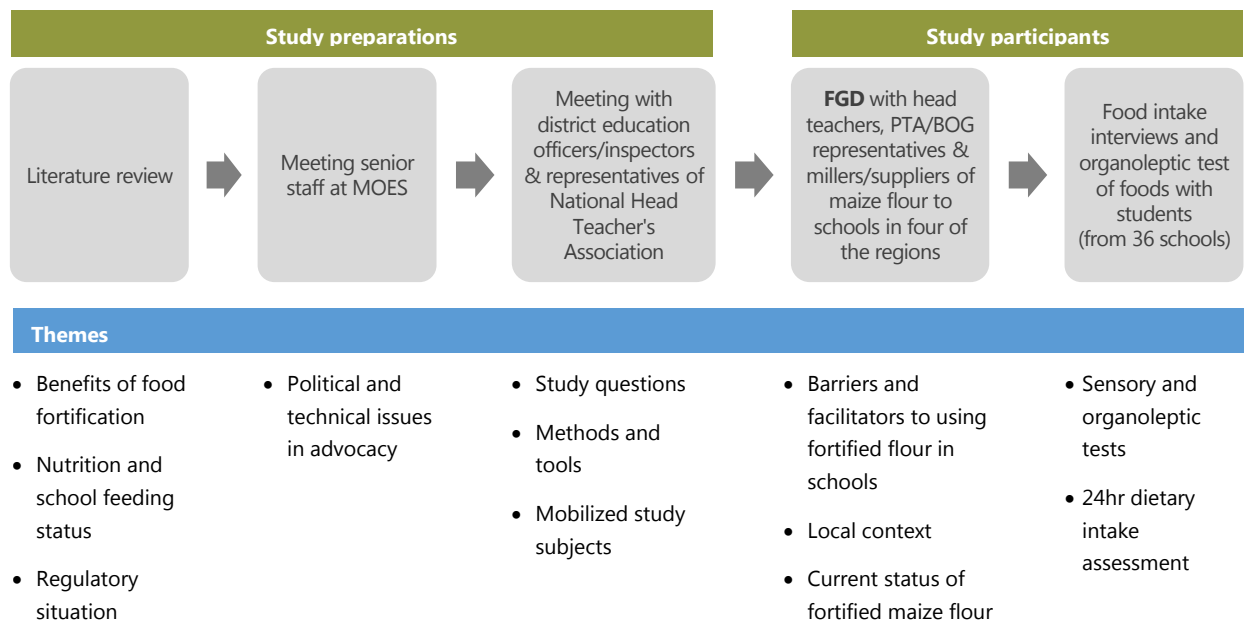 Study preparations
Study participants
Literature review
Meeting senior
staff at MOES
Meeting with
district education
officers/inspectors
& representatives of
National Head
Teacher's
Association
FGD with head
teachers, PTA/BOG
representatives &
millers/suppliers of
maize flour to
schools in four of
the regions
Food intake
interviews and
organoleptic test
of foods with
students
(from 36 schools)
Themes
• Benefits of food
fortification
• Nutrition and
school feeding
status
• Regulatory
situation
• Political and
technical issues
in advocacy
• Study questions
• Methods and
tools
• Mobilized study
subjects
• Barriers and
facilitators to using
fortified flour in
schools
• Local context
• Current status of
fortified maize flour
• Sensory and
organoleptic
tests
• 24hr dietary
intake
assessment